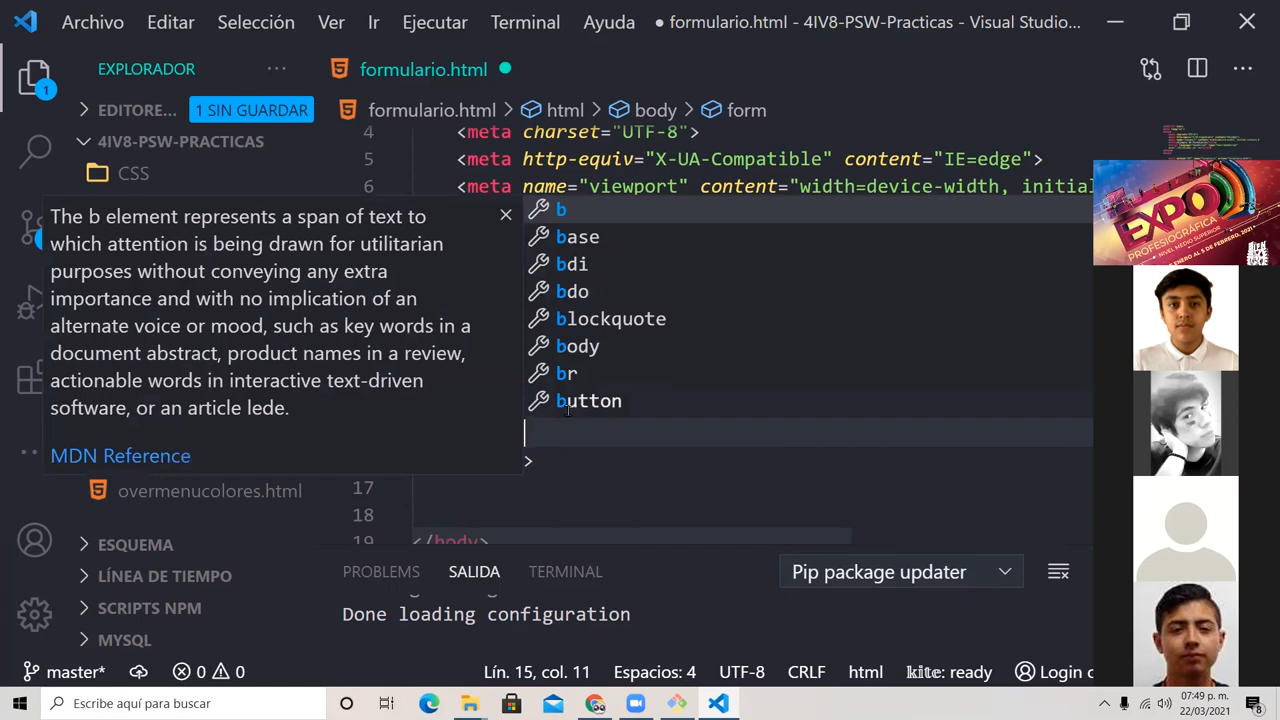 Archivo Editar Selección Ver Ir Ejecutar Terminal Ayuda ● formulario.html - 4IV8-PSW-Practicas - Visual Studio...
EXPLORADOR
formulario.html
EDITORE... 1 SIN GUARDAR
formulario.html > html > body > form
4IV8-PSW-PRACTICAS
CSS
4 <meta charset="UTF-8">
5 <meta http-equiv="X-UA-Compatible" content="IE=edge">
6 <meta name="viewport" content="width=device-width, initial
The b element represents a span of text to
which attention is being drawn for utilitarian
purposes without conveying any extra
importance and with no implication of an
alternate voice or mood, such as key words in a
document abstract, product names in a review,
actionable words in interactive text-driven
software, or an article lede.
MDN Reference
b
base
bdi
bdo
blockquote
body
br
button
>
overmenucolores.html
17
18
19 </body>
ESQUEMA
LÍNEA DE TIEMPO
SCRIPTS NPM
MYSQL
PROBLEMS SALIDA TERMINAL Pip package updater
Done loading configuration
master* 0 0 Lín. 15, col. 11 Espacios: 4 UTF-8 CRLF html kite: ready Login c
EXPO
PROFESIOGRÁFICA
NIVEL MEDIO SUPERIOR
Escribe aquí para buscar
07:49 p. m.
22/03/2021
8
1